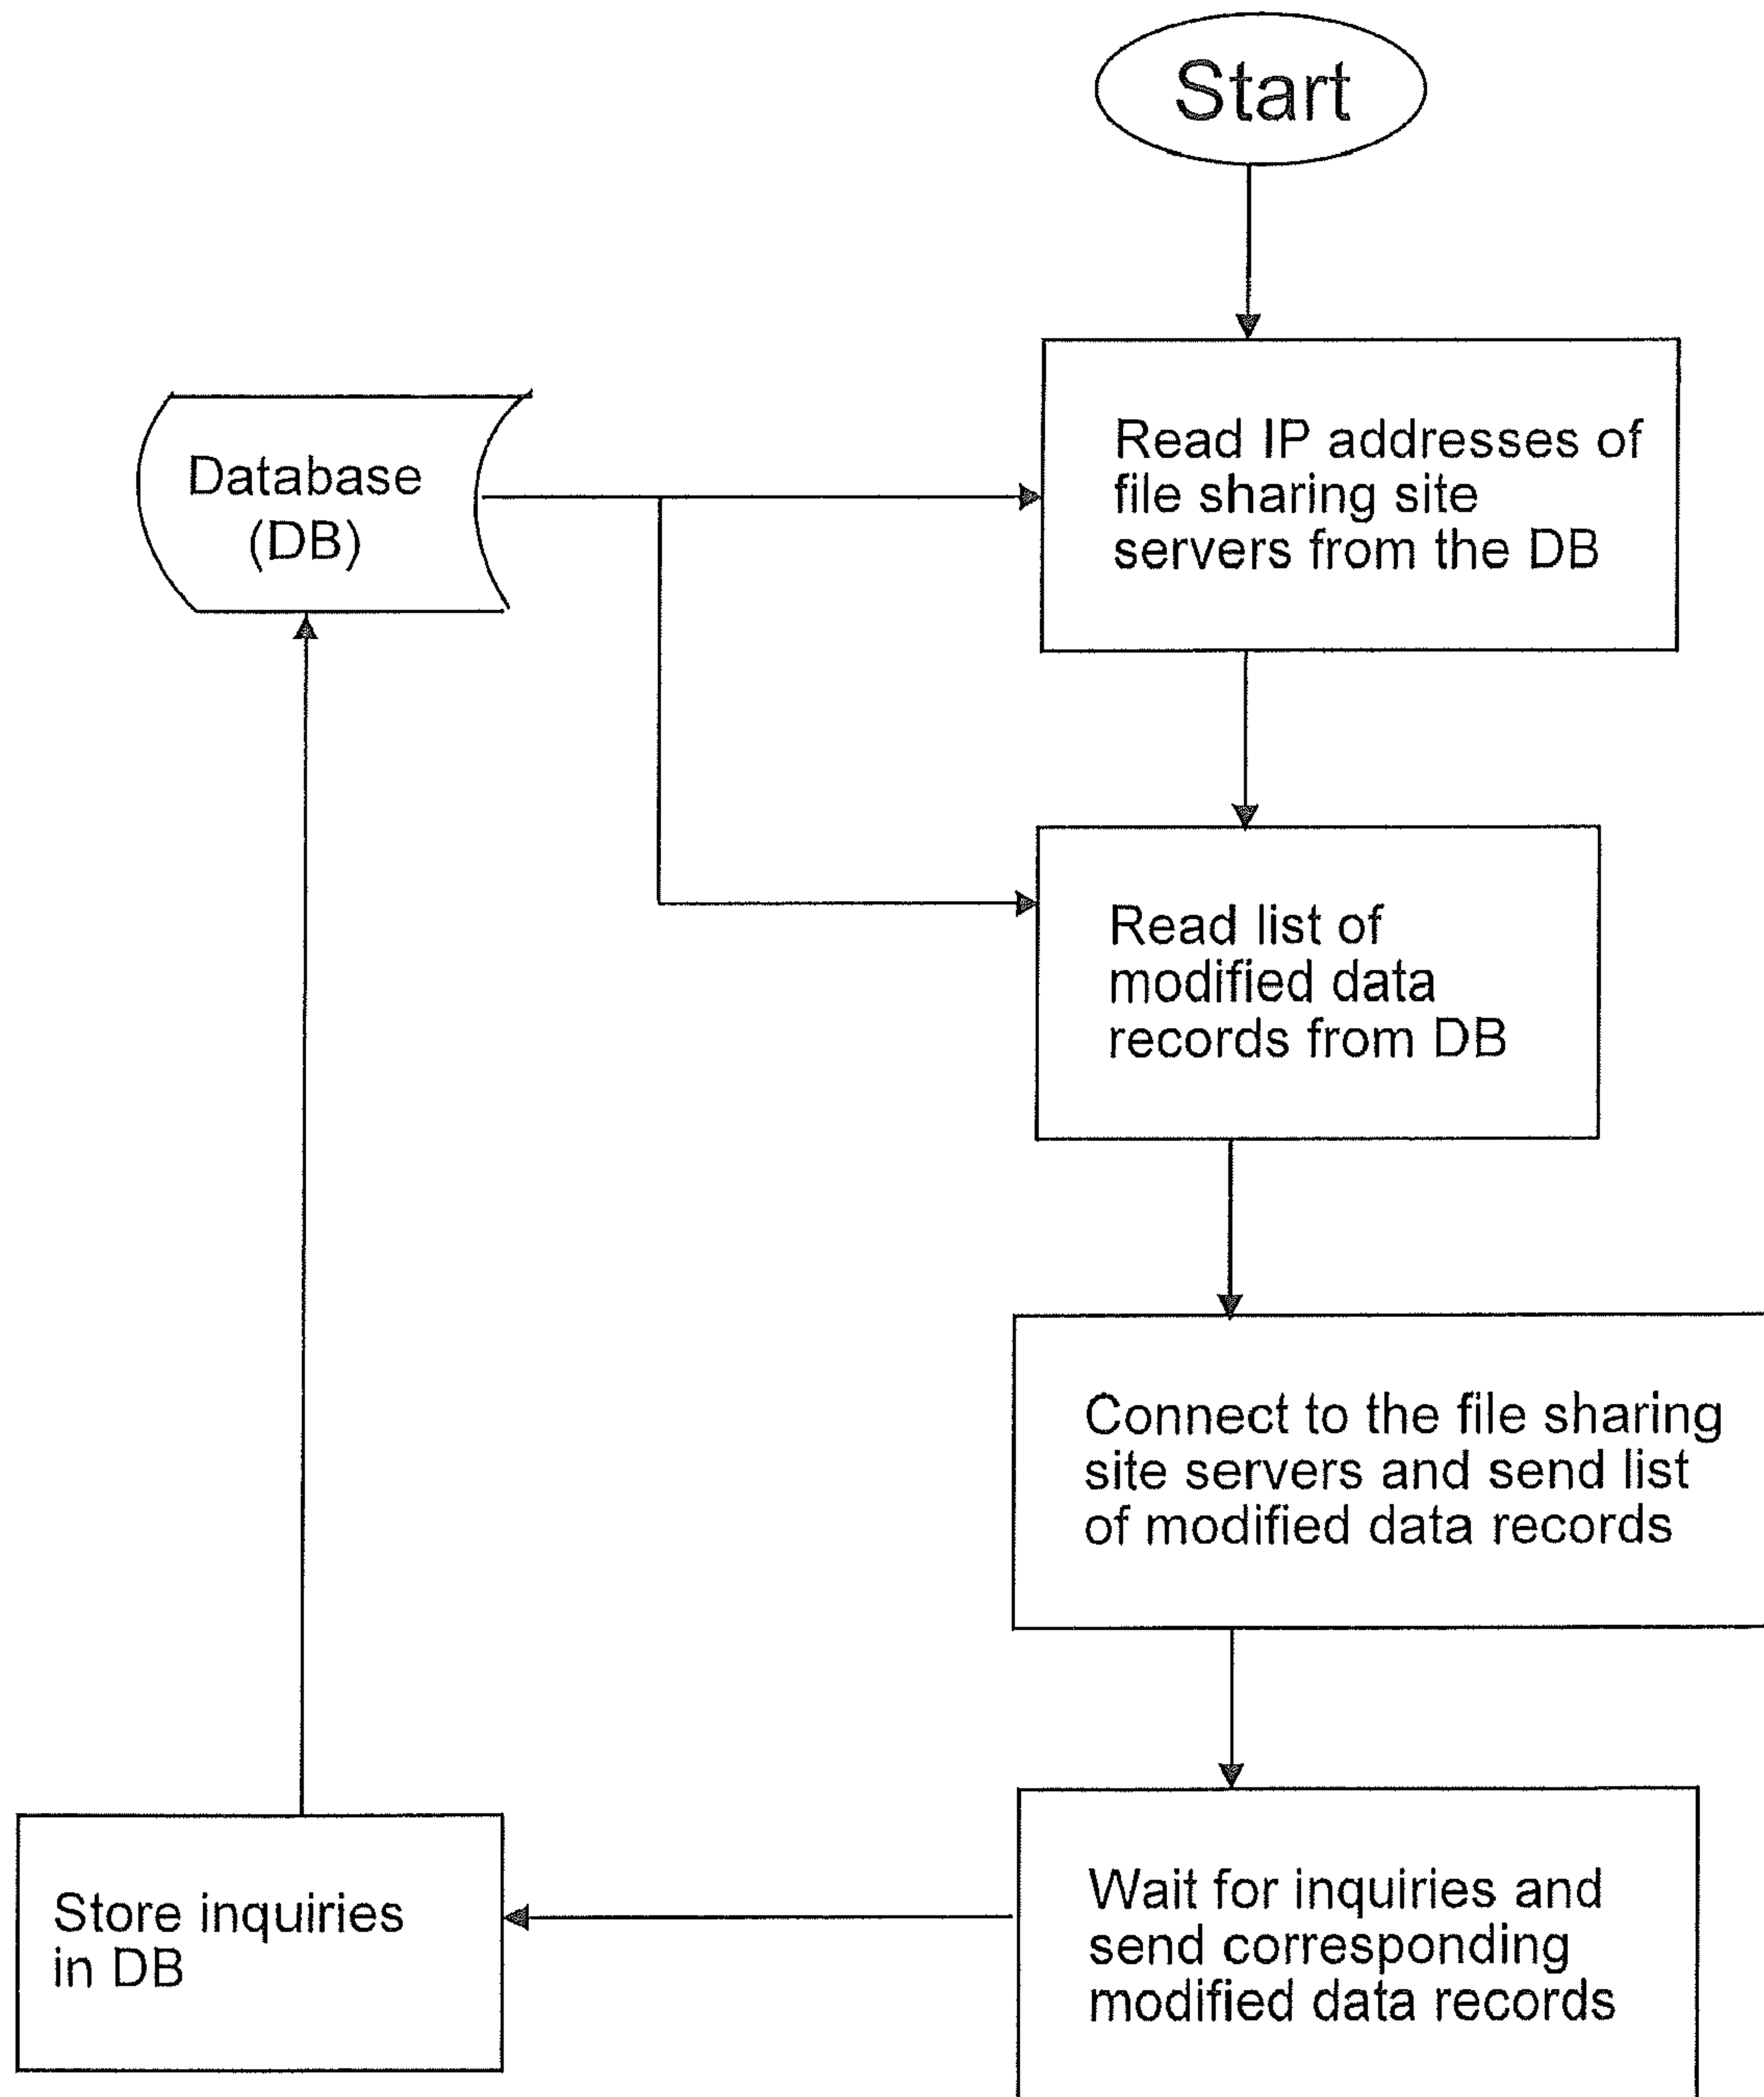 Start
Read IP addresses of
file sharing site
servers from the DB
Database
(DB)
Read list of
modified data
records from DB
Connect to the file sharing
site servers and send list
of modified data records
Wait for inquiries and
send corresponding
modified data records
Store inquiries
in DB